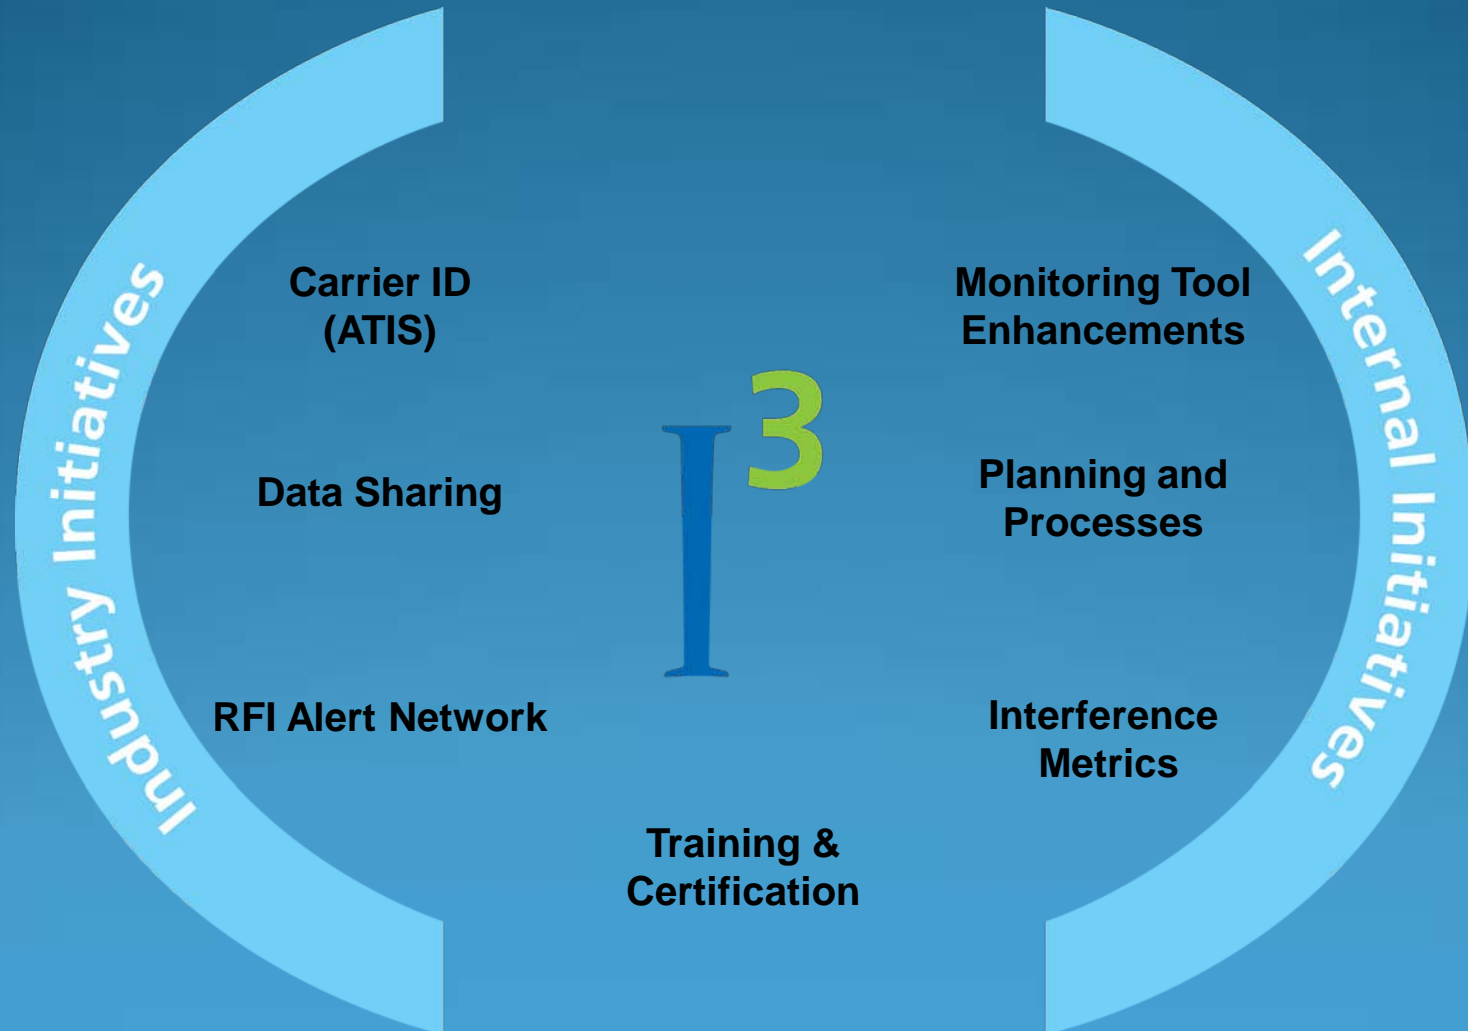 Industry Initiatives
Carrier ID
(ATIS)
Data Sharing
RFI Alert Network
I³
Training &
Certification
Monitoring Tool
Enhancements
Planning and
Processes
Interference
Metrics
Internal Initiatives